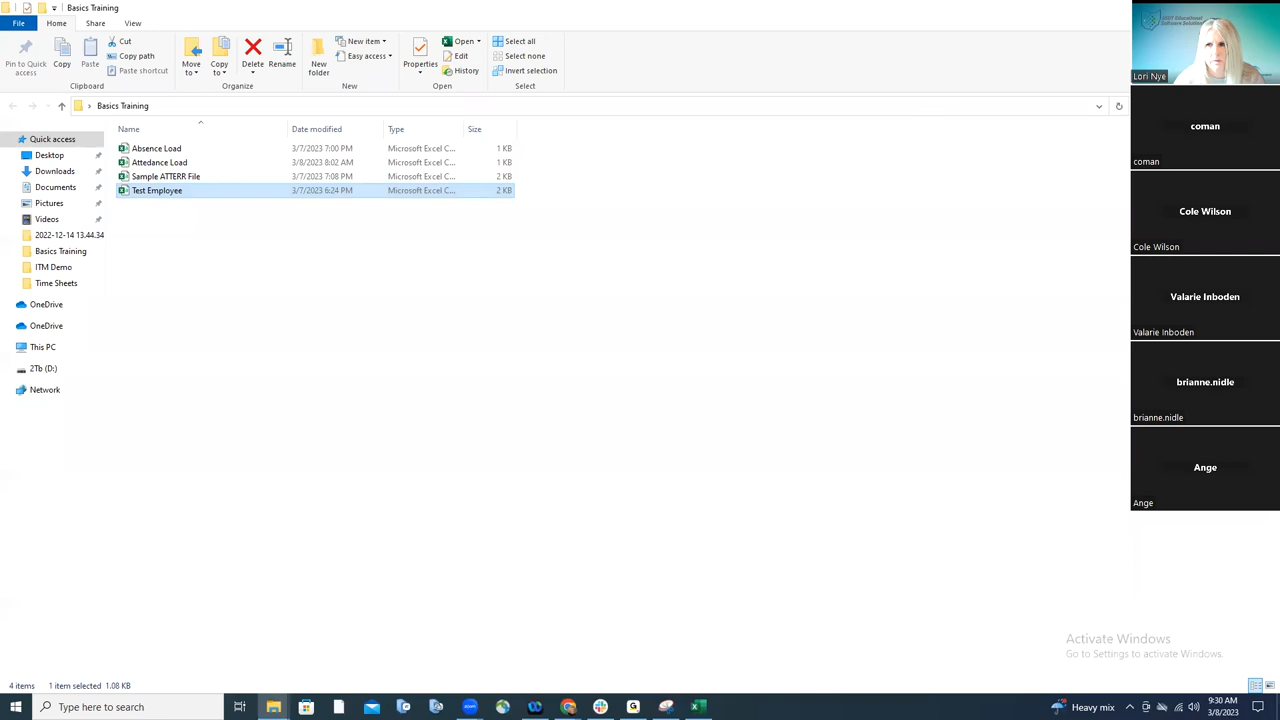 Basics Training
File Home Share View
Pin to Quick access
Copy
Paste
Cut
Copy path
Paste shortcut
Clipboard
Move to
Copy to
Delete
Rename
Organize
New folder
New item
Easy access
New
Properties
Open
Edit
History
Open
Select all
Select none
Invert selection
Select
Basics Training
Name Date modified Type Size
Absence Load 3/7/2023 7:00 PM Microsoft Excel C... 1 KB
Attedance Load 3/8/2023 8:02 AM Microsoft Excel C... 1 KB
Sample ATTERR File 3/7/2023 7:08 PM Microsoft Excel C... 2 KB
Test Employee 3/7/2023 6:24 PM Microsoft Excel C... 2 KB
Quick access
Desktop
Downloads
Documents
Pictures
Videos
2022-12-14 13.44.34
Basics Training
ITM Demo
Time Sheets
OneDrive
OneDrive
This PC
2Tb (D:)
Network
Lori Nye
coman
coman
Cole Wilson
Cole Wilson
Valarie Inboden
Valarie Inboden
brianne.nidle
brianne.nidle
Ange
Ange
Activate Windows
Go to Settings to activate Windows.
4 items 1 item selected 1.08 KB
Type here to search
Heavy mix
9:30 AM
3/8/2023